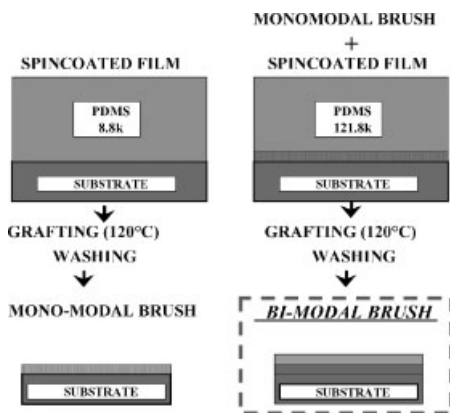 SPINCOATED FILM
PDMS
8.8k
SUBSTRATE
GRAFTING (120°C)
WASHING
MONO-MODAL BRUSH
SUBSTRATE
MONOMODAL BRUSH
+
SPINCOATED FILM
PDMS
121.8k
SUBSTRATE
GRAFTING (120°C)
WASHING
BI-MODAL BRUSH
SUBSTRATE